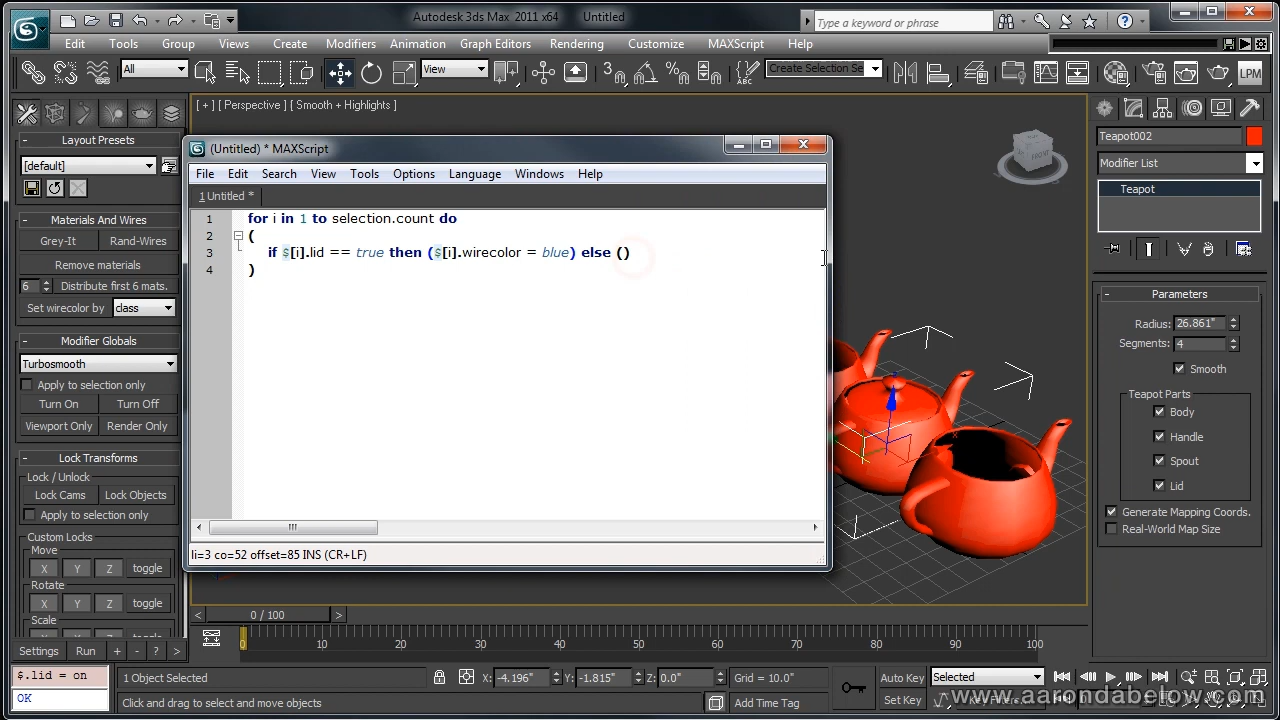 Autodesk 3ds Max 2011 x64 Untitled
Type a keyword or phrase
Edit Tools Group Views Create Modifiers Animation Graph Editors Rendering Customize MAXScript Help
All View Create Selection Se LPM
[ + ] [ Perspective ] [ Smooth + Highlights ]
Layout Presets
[default]
Materials And Wires
Grey-It Rand-Wires
Remove materials
6 Distribute first 6 mats.
Set wirecolor by class
Modifier Globals
Turbosmooth
Apply to selection only
Turn On Turn Off
Viewport Only Render Only
Lock Transforms
Lock / Unlock
Lock Cams Lock Objects
Apply to selection only
Custom Locks
Move
X Y Z toggle
Rotate
X Y Z toggle
Scale
Settings Run + - ? >
(Untitled) * MAXScript
File Edit Search View Tools Options Language Windows Help
1 Untitled *
1 for i in 1 to selection.count do
2 (
3 if $[i].lid == true then ($[i].wirecolor = blue) else ()
4 )
li=3 co=52 offset=85 INS (CR+LF)
FRONT
Teapot002
Modifier List
Teapot
Parameters
Radius: 26.861"
Segments: 4
Smooth
Teapot Parts
Body
Handle
Spout
Lid
Generate Mapping Coords.
Real-World Map Size
< 0 / 100 >
0 10 20 30 40 50 60 70 80 90 100
$.lid = on
OK
1 Object Selected X: -4.196" Y: -1.815" Z: 0.0" Grid = 10.0"
Click and drag to select and move objects Add Time Tag
Auto Key Selected
Set Key Key Filters...
www.aarondabelow.com